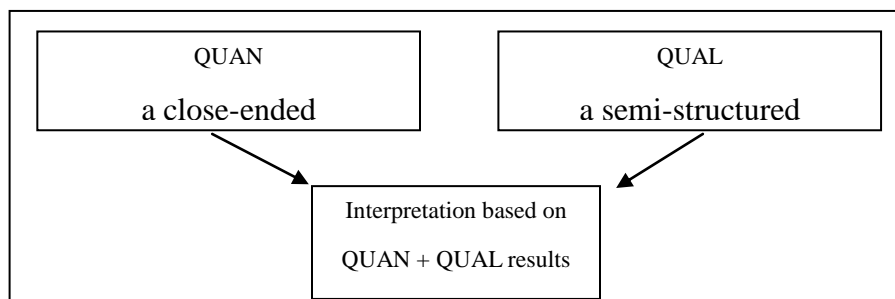 QUAN
a close-ended
QUAL
a semi-structured
Interpretation based on
QUAN + QUAL results